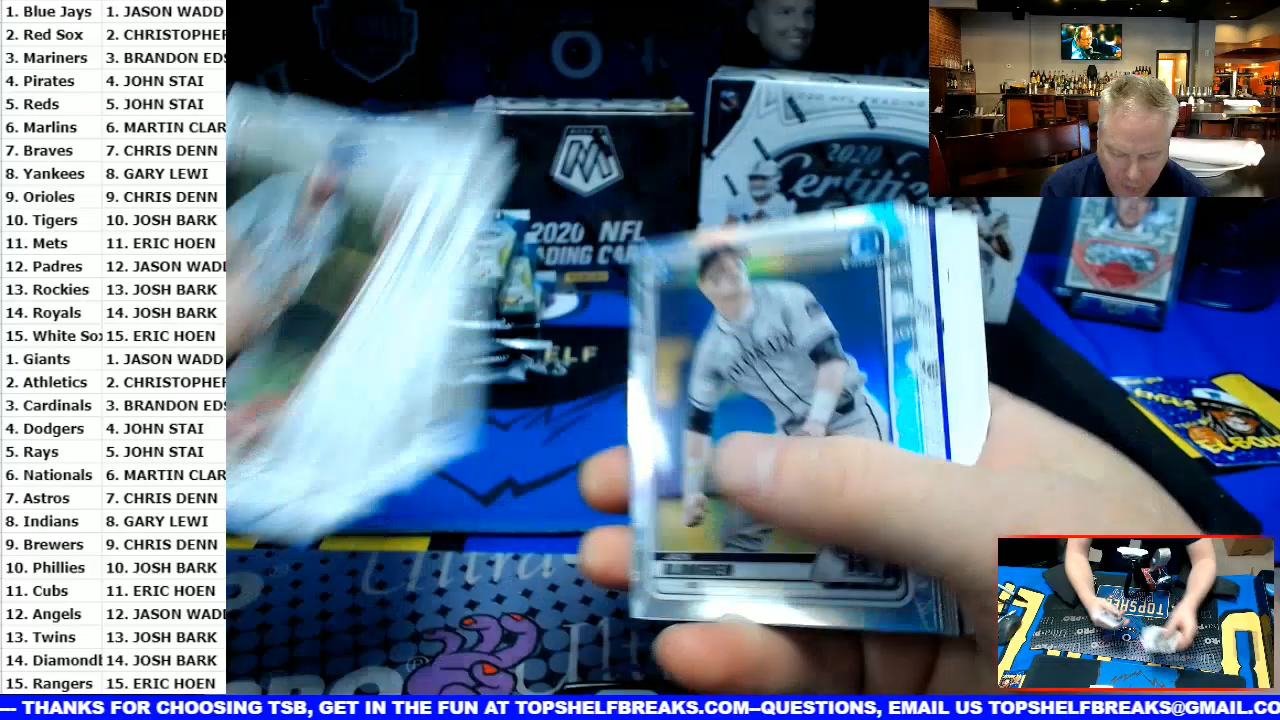 1. Blue Jays 1. JASON WADD
2. Red Sox 2. CHRISTOPHER
3. Mariners 3. BRANDON EDS
4. Pirates 4. JOHN STAI
5. Reds 5. JOHN STAI
6. Marlins 6. MARTIN CLAR
7. Braves 7. CHRIS DENN
8. Yankees 8. GARY LEWI
9. Orioles 9. CHRIS DENN
10. Tigers 10. JOSH BARK
11. Mets 11. ERIC HOEN
12. Padres 12. JASON WADD
13. Rockies 13. JOSH BARK
14. Royals 14. JOSH BARK
15. White Sox 15. ERIC HOEN
1. Giants 1. JASON WADD
2. Athletics 2. CHRISTOPHER
3. Cardinals 3. BRANDON EDS
4. Dodgers 4. JOHN STAI
5. Rays 5. JOHN STAI
6. Nationals 6. MARTIN CLAR
7. Astros 7. CHRIS DENN
8. Indians 8. GARY LEWI
9. Brewers 9. CHRIS DENN
10. Phillies 10. JOSH BARK
11. Cubs 11. ERIC HOEN
12. Angels 12. JASON WADD
13. Twins 13. JOSH BARK
14. Diamond 14. JOSH BARK
15. Rangers 15. ERIC HOEN
2020 NFL
2020
ELF
Ultra
TOPSHE
--- THANKS FOR CHOOSING TSB, GET IN THE FUN AT TOPSHELFBREAKS.COM--QUESTIONS, EMAIL US TOPSHELFBREAKS@GMAIL.CO